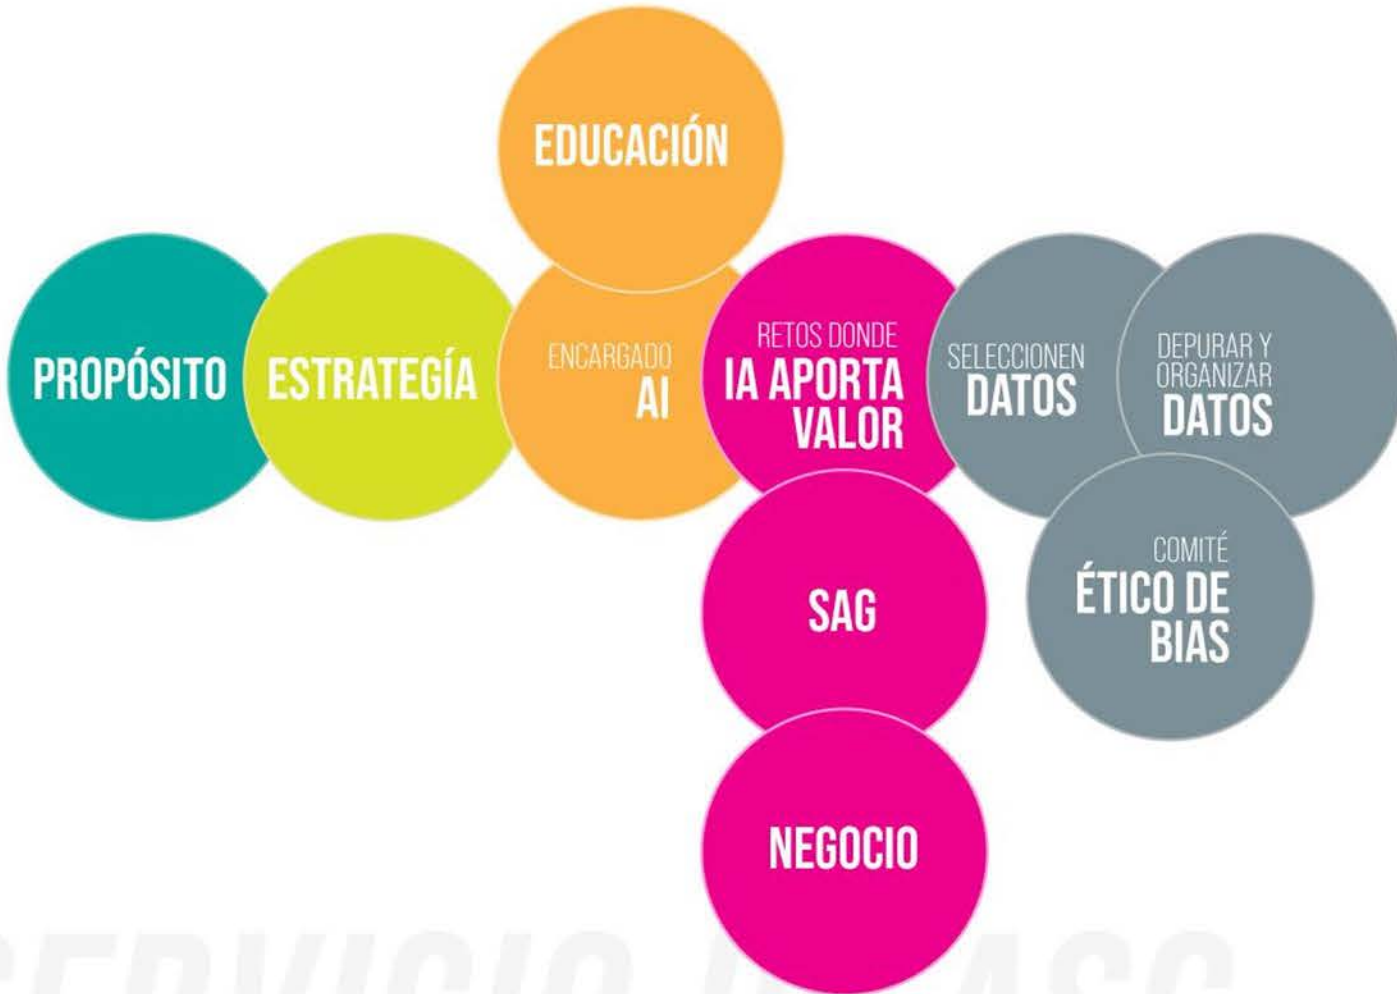 EDUCACIÓN
PROPÓSITO
ESTRATEGÍA
ENCARGADO
AI
RETOS DONDE
IA APORTA
VALOR
SELECCIONEN
DATOS
DEPURAR Y
ORGANIZAR
DATOS
SAG
COMITÉ
ÉTICO DE
BIAS
NEGOCIO